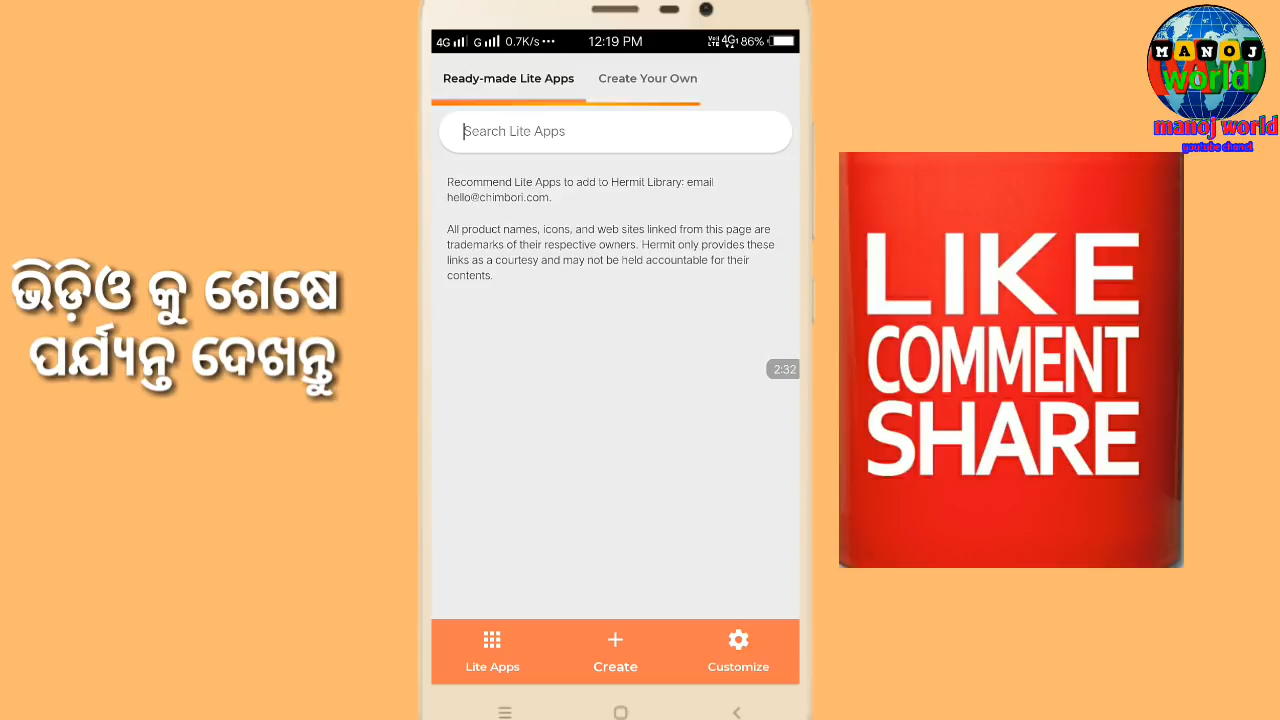 4G G 0.7K/s ... 12:19 PM VoLTE 4G 86%
Ready-made Lite Apps Create Your Own
Search Lite Apps
Recommend Lite Apps to add to Hermit Library: email
hello@chimbori.com.
All product names, icons, and web sites linked from this page are
trademarks of their respective owners. Hermit only provides these
links as a courtesy and may not be held accountable for their
contents.
2:32
Lite Apps Create Customize
ଭିଡ଼ିଓ କୁ ଶେଷେ
ପର୍ଯ୍ୟନ୍ତ ଦେଖନ୍ତୁ
MANOJ
world
manoj world
youtube chanel
LIKE
COMMENT
SHARE